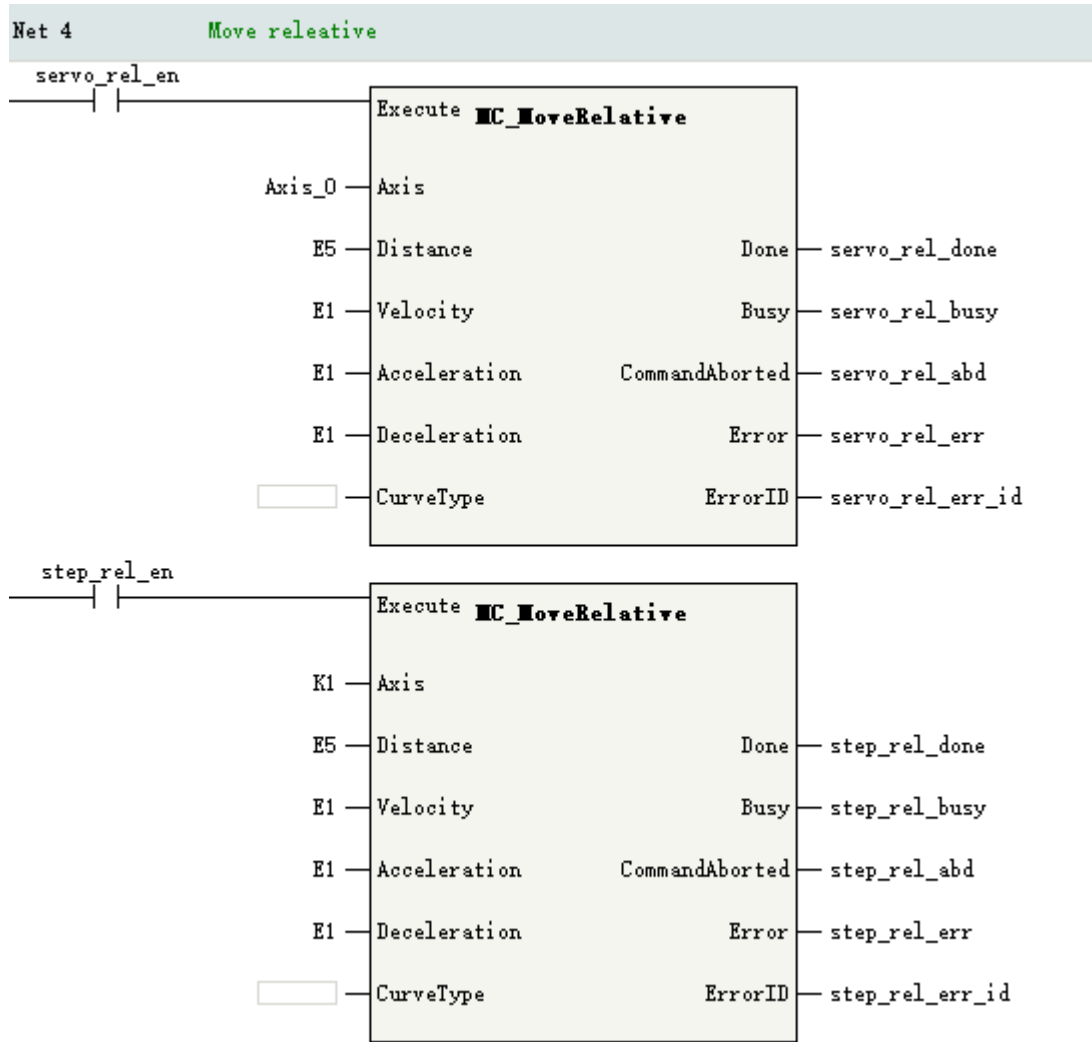 Net 4 Move releative
servo_rel_en
Execute MC_MoveRelative
Axis_0 Axis
E5 Distance Done servo_rel_done
E1 Velocity Busy servo_rel_busy
E1 Acceleration CommandAborted servo_rel_abd
E1 Deceleration Error servo_rel_err
CurveType ErrorID servo_rel_err_id
step_rel_en
Execute MC_MoveRelative
K1 Axis
E5 Distance Done step_rel_done
E1 Velocity Busy step_rel_busy
E1 Acceleration CommandAborted step_rel_abd
E1 Deceleration Error step_rel_err
CurveType ErrorID step_rel_err_id